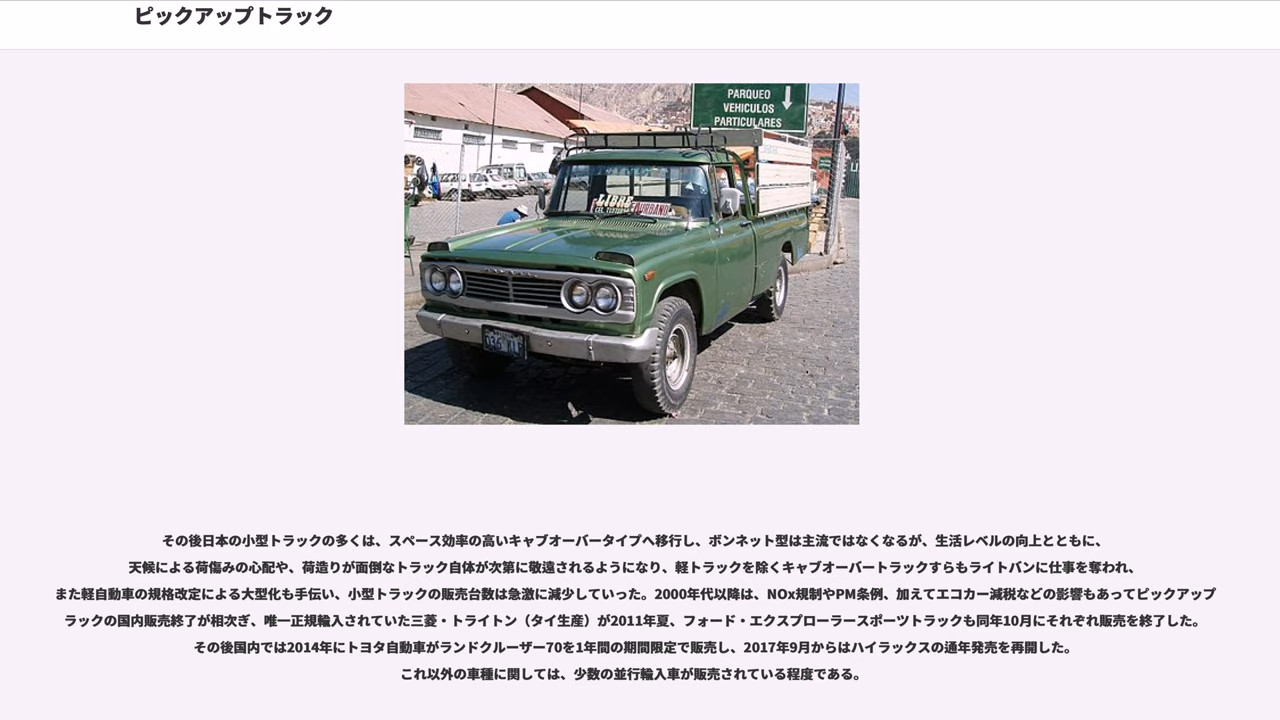 ピックアップトラック
PARQUEO
VEHICULOS
PARTICULARES
LIBRE
その後日本の小型トラックの多くは、スペース効率の高いキャブオーバータイプへ移行し、ボンネット型は主流ではなくなるが、生活レベルの向上とともに、
天候による荷傷みの心配や、荷造りが面倒なトラック自体が次第に敬遠されるようになり、軽トラックを除くキャブオーバートラックすらもライトバンに仕事を奪われ、
また軽自動車の規格改定による大型化も手伝い、小型トラックの販売台数は急激に減少していった。2000年代以降は、NOx規制やPM条例、加えてエコカー減税などの影響もあってピックアップ
ラックの国内販売終了が相次ぎ、唯一正規輸入されていた三菱・トライトン（タイ生産）が2011年夏、フォード・エクスプローラースポーツトラックも同年10月にそれぞれ販売を終了した。
その後国内では2014年にトヨタ自動車がランドクルーザー70を1年間の期間限定で販売し、2017年9月からはハイラックスの通年発売を再開した。
これ以外の車種に関しては、少数の並行輸入車が販売されている程度である。